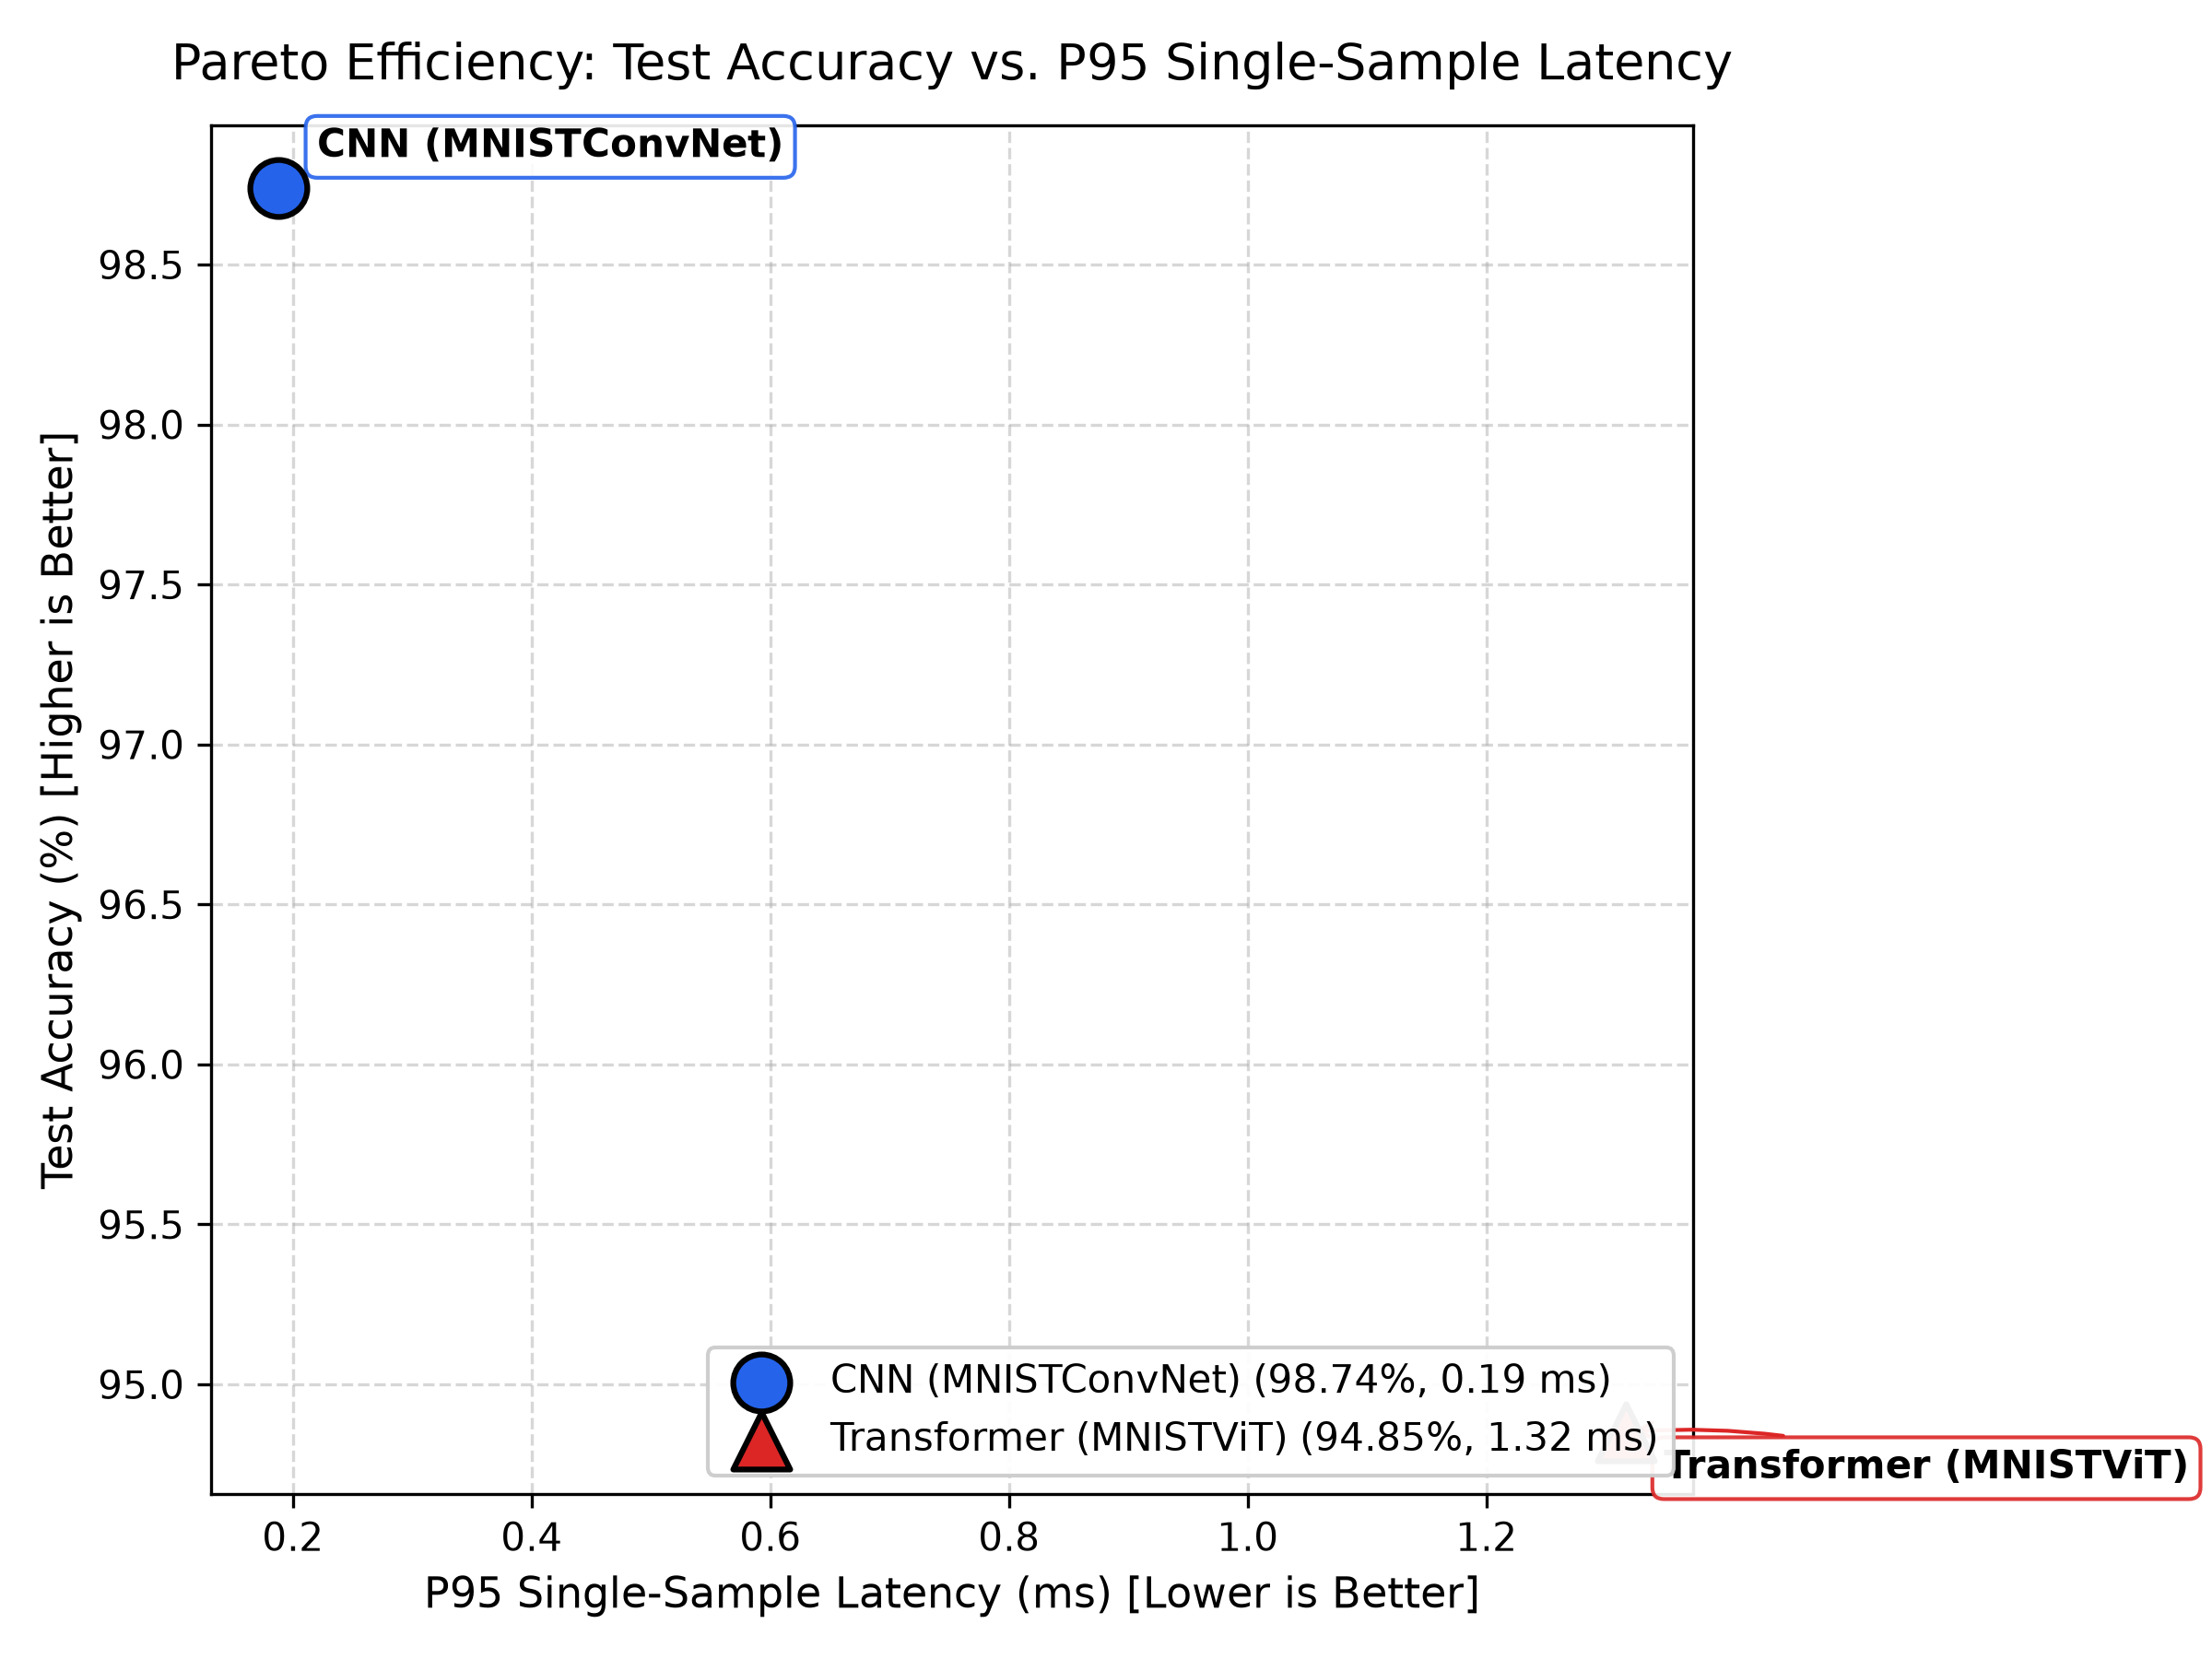 Pareto Efficiency: Test Accuracy vs. P95 Single-Sample Latency
CNN (MNISTConvNet)
98.5
98.0
97.5
97.0
96.5
96.0
95.5
95.0
Test Accuracy (%) [Higher is Better]
CNN (MNISTConvNet) (98.74%, 0.19 ms)
Transformer (MNISTViT) (94.85%, 1.32 ms)
Transformer (MNISTViT)
0.2 0.4 0.6 0.8 1.0 1.2
P95 Single-Sample Latency (ms) [Lower is Better]